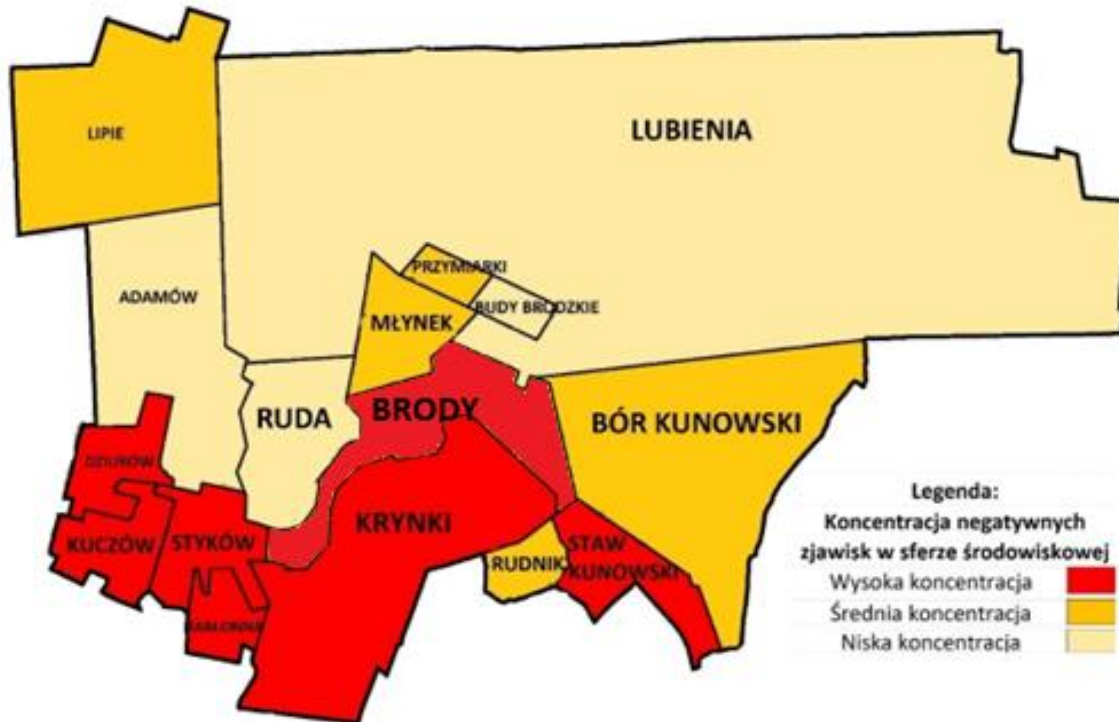 LIPIE
LUBIENIA
PRZYMIARKI
ADAMÓW
BUDY BRODZKIE
MŁYNEK
RUDA
BRODY
BÓR KUNOWSKI
DZIURÓW
KRYNKI
KUCZÓW
STYKÓW
RUDNIK
STAW
KUNOWSKI
Legenda:
Koncentracja negatywnych
zjawisk w sferze środowiskowej
Wysoka koncentracja
Średnia koncentracja
Niska koncentracja